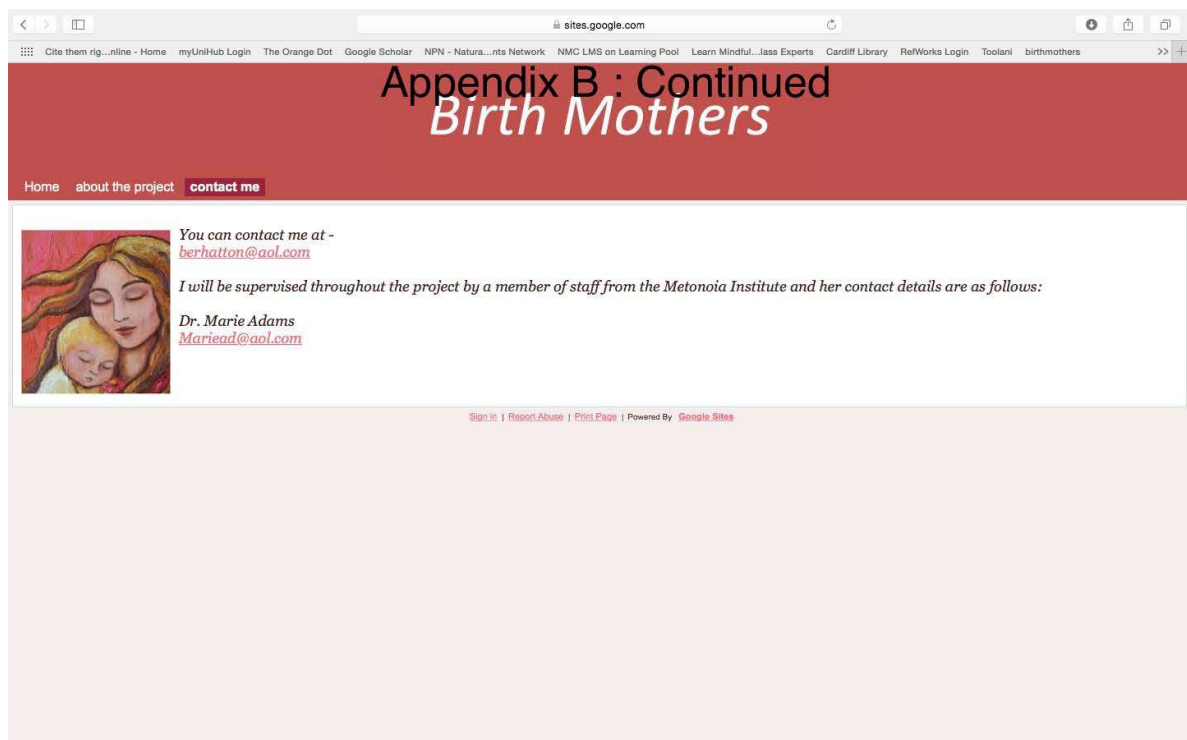 sites.google.com
Cite them rig...nline - Home myUniHub Login The Orange Dot Google Scholar NPN - Natura...nts Network NMC LMS on Learning Pool Learn Mindful...lass Experts Cardiff Library RefWorks Login Toolani birthmothers >> +
Appendix B : Continued
Birth Mothers
Home about the project contact me
You can contact me at -
berhatton@aol.com
I will be supervised throughout the project by a member of staff from the Metonoia Institute and her contact details are as follows:
Dr. Marie Adams
Mariead@aol.com
Sign In | Report Abuse | Print Page | Powered By Google Sites